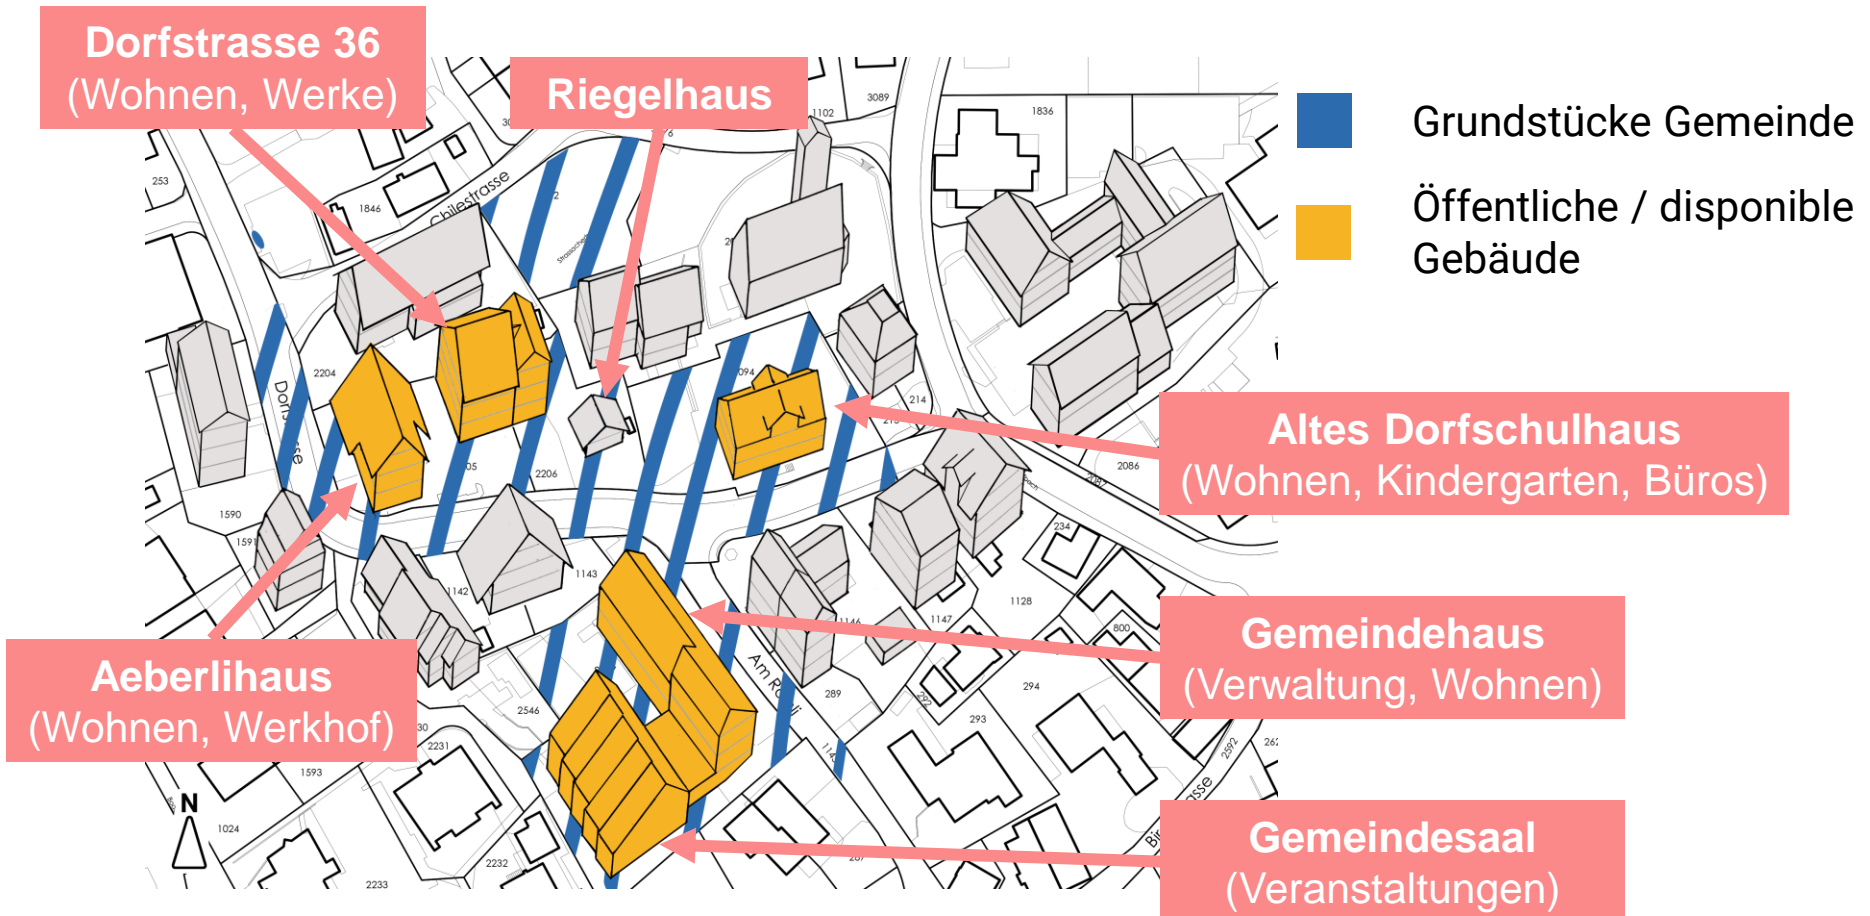 Dorfstrasse 36
(Wohnen, Werke)
Riegelhaus
Grundstücke Gemeinde
Öffentliche / disponible
Gebäude
Altes Dorfschulhaus
(Wohnen, Kindergarten, Büros)
Gemeindehaus
(Verwaltung, Wohnen)
Gemeindesaal
(Veranstaltungen)
Aeberlihaus
(Wohnen, Werkhof)
3089
1102
1836
253
1846
Chilestrasse
2204
2206
214
2086
1590
1142
1143
1146
1147
234
1128
800
289
294
293
2546
2231
1593
1024
2232
2233
2592
N